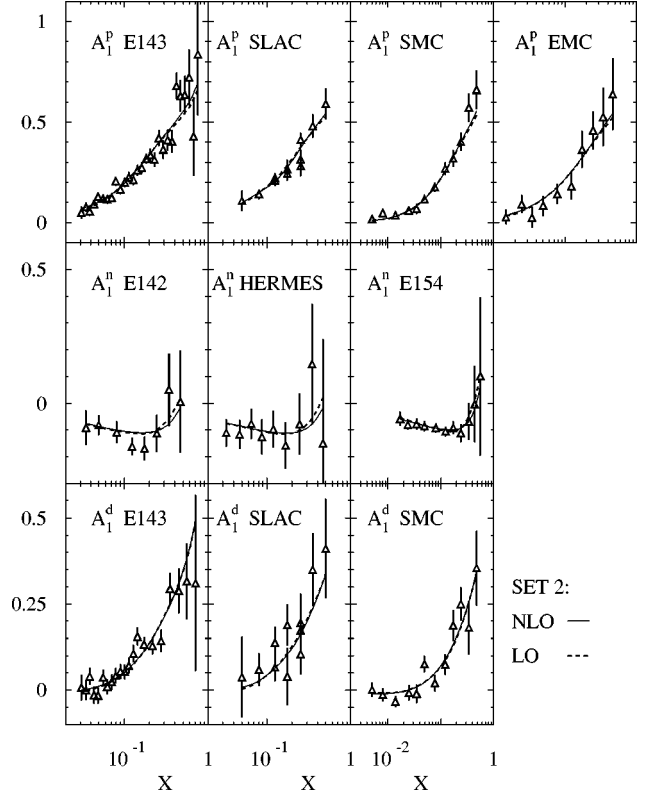 1
0.5
0
A₁ᵖ E143
A₁ᵖ SLAC
A₁ᵖ SMC
A₁ᵖ EMC
0.5
0
A₁ⁿ E142
A₁ⁿ HERMES
A₁ⁿ E154
0.5
0.25
0
A₁ᵈ E143
A₁ᵈ SLAC
A₁ᵈ SMC
SET 2:
NLO
LO
10⁻¹ 1 10⁻¹ 1 10⁻² 1
X X X